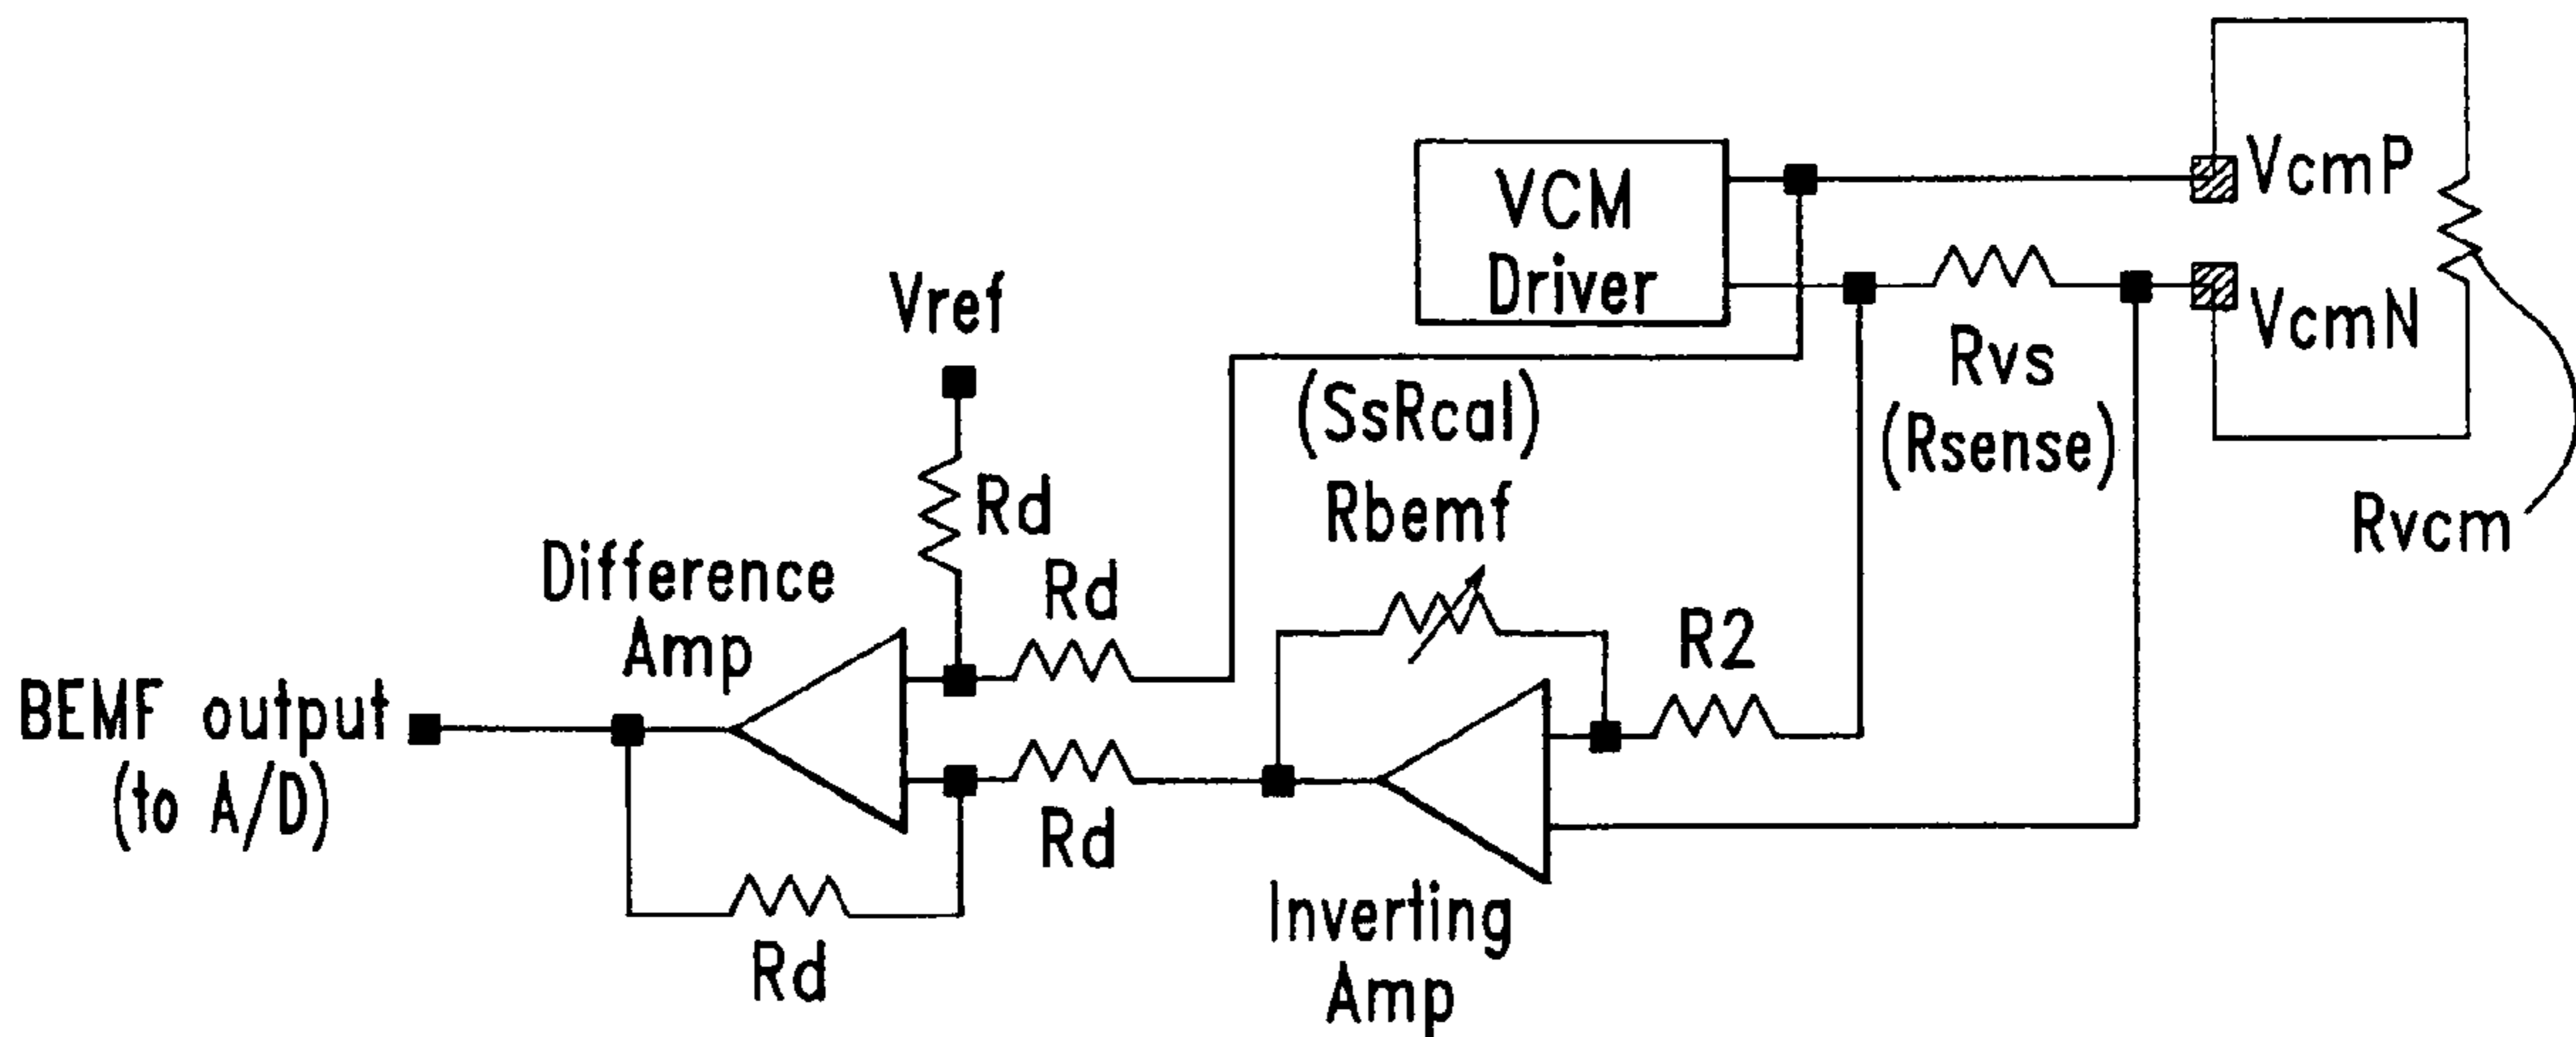 VCM
Driver
VcmP
VcmN
Rvs
(Rsense)
Rvcm
Vref
(SsRcal)
Rbemf
Rd
Rd
R2
Difference
Amp
BEMF output
(to A/D)
Rd
Rd
Inverting
Amp